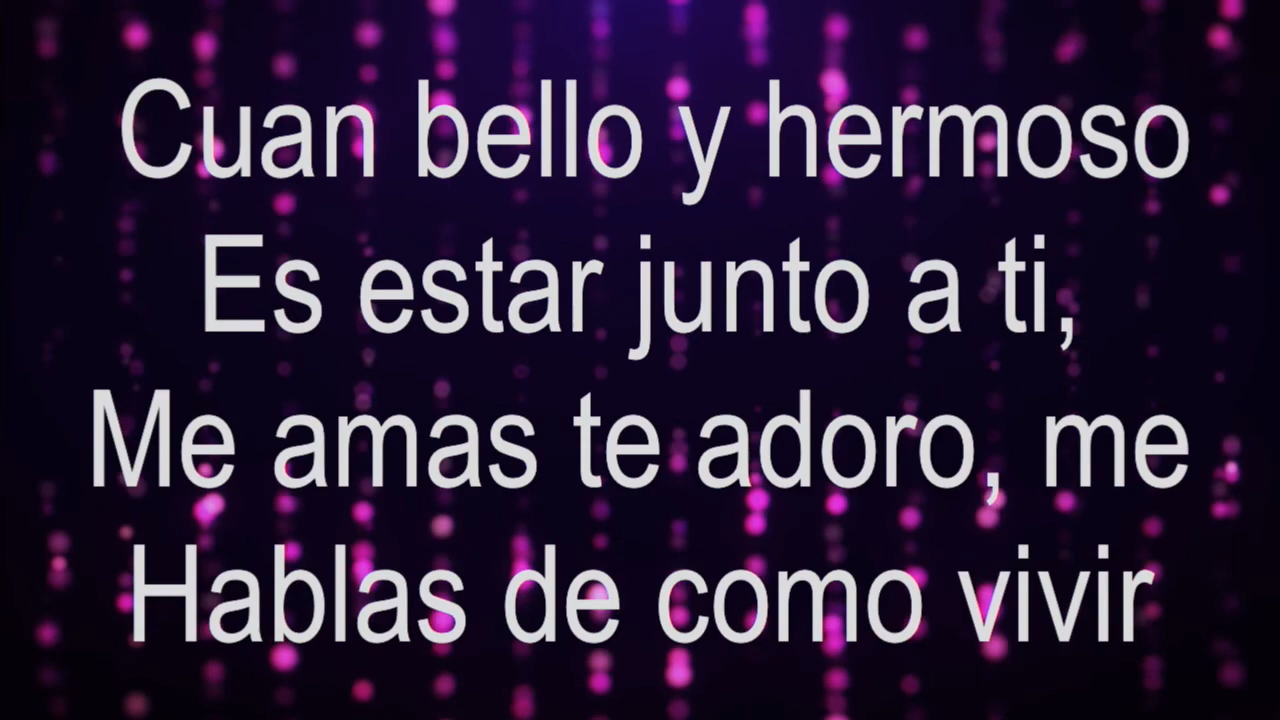 Cuan bello y hermoso
Es estar junto a ti,
Me amas te adoro, me
Hablas de como vivir